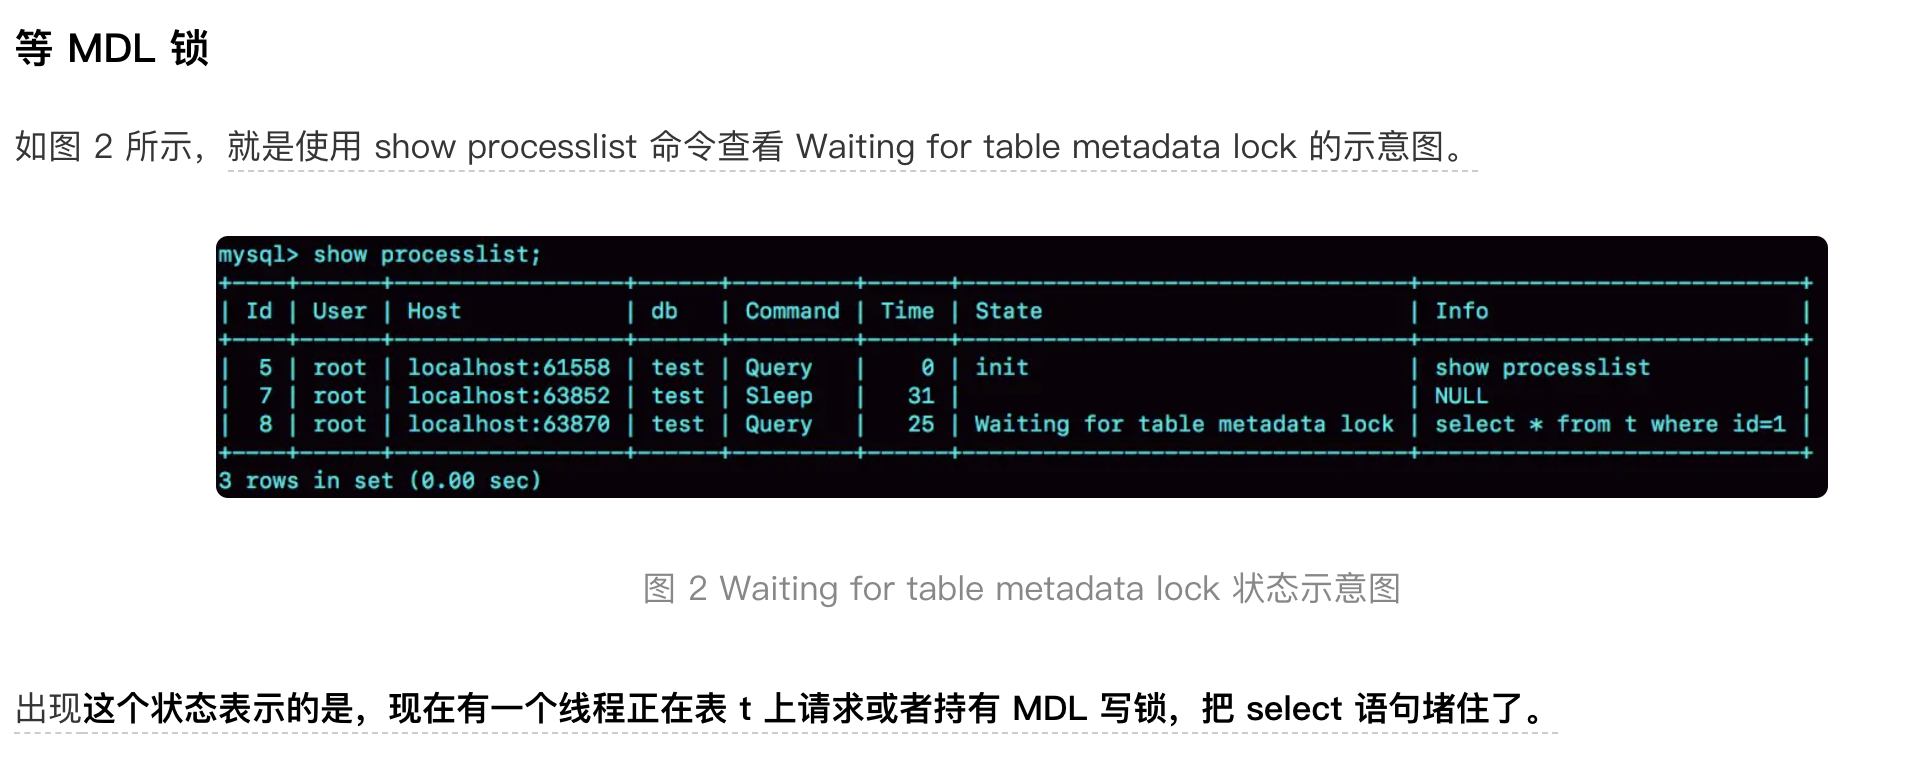 等 MDL 锁
如图 2 所示，就是使用 show processlist 命令查看 Waiting for table metadata lock 的示意图。
mysql> show processlist;
+----+------+-----------------+------+---------+------+---------------------------------+----------------------------+
| Id | User | Host            | db   | Command | Time | State                           | Info                       |
+----+------+-----------------+------+---------+------+---------------------------------+----------------------------+
|  5 | root | localhost:61558 | test | Query   |    0 | init                            | show processlist           |
|  7 | root | localhost:63852 | test | Sleep   |   31 |                                 | NULL                       |
|  8 | root | localhost:63870 | test | Query   |   25 | Waiting for table metadata lock | select * from t where id=1 |
+----+------+-----------------+------+---------+------+---------------------------------+----------------------------+
3 rows in set (0.00 sec)
图 2 Waiting for table metadata lock 状态示意图
出现这个状态表示的是，现在有一个线程正在表 t 上请求或者持有 MDL 写锁，把 select 语句堵住了。